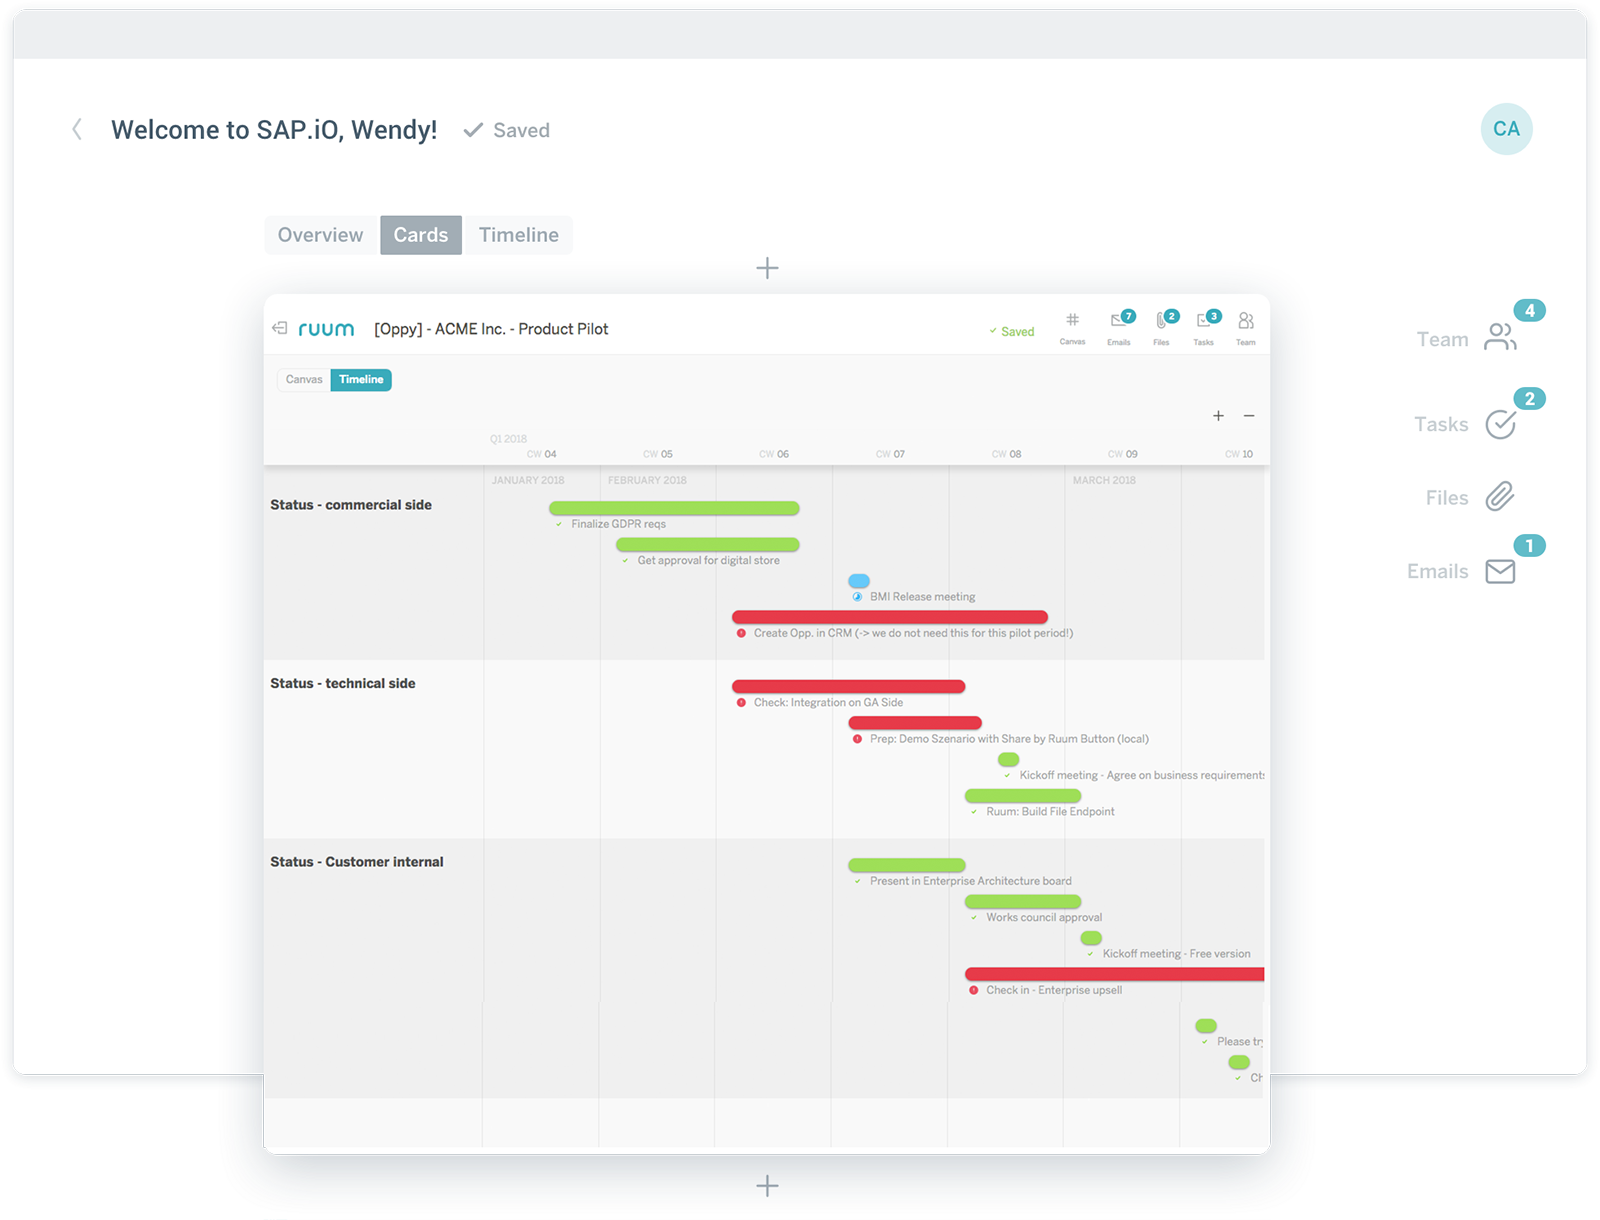 Welcome to SAP.iO, Wendy! Saved
CA
Overview Cards Timeline
ruum [Oppy] - ACME Inc. - Product Pilot
Saved
7 2 3
Canvas Emails Files Tasks Team
Canvas Timeline
Q1 2018
CW 04 CW 05 CW 06 CW 07 CW 08 CW 09 CW 10
JANUARY 2018 FEBRUARY 2018 MARCH 2018
Status - commercial side
Finalize GDPR reqs
Get approval for digital store
BMI Release meeting
Create Opp. in CRM (-> we do not need this for this pilot period!)
Status - technical side
Check: Integration on GA Side
Prep: Demo Szenario with Share by Ruum Button (local)
Kickoff meeting - Agree on business requirements
Ruum: Build File Endpoint
Status - Customer internal
Present in Enterprise Architecture board
Works council approval
Kickoff meeting - Free version
Check in - Enterprise upsell
Please try
Ch
4
Team
2
Tasks
Files
1
Emails